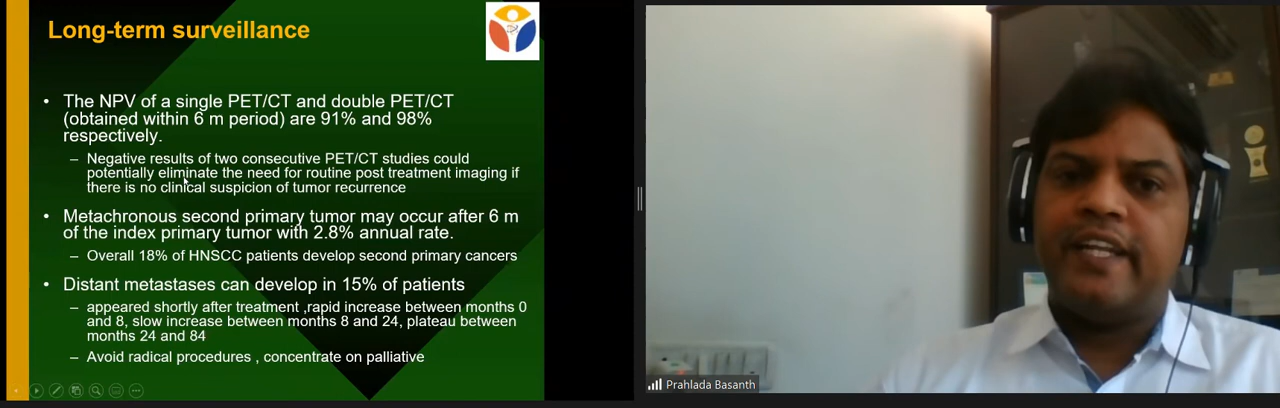 Long-term surveillance
• The NPV of a single PET/CT and double PET/CT
(obtained within 6 m period) are 91% and 98%
respectively.
– Negative results of two consecutive PET/CT studies could
potentially eliminate the need for routine post treatment imaging if
there is no clinical suspicion of tumor recurrence
• Metachronous second primary tumor may occur after 6 m
of the index primary tumor with 2.8% annual rate.
– Overall 18% of HNSCC patients develop second primary cancers
• Distant metastases can develop in 15% of patients
– appeared shortly after treatment ,rapid increase between months 0
and 8, slow increase between months 8 and 24, plateau between
months 24 and 84
– Avoid radical procedures , concentrate on palliative
Prahlada Basanth